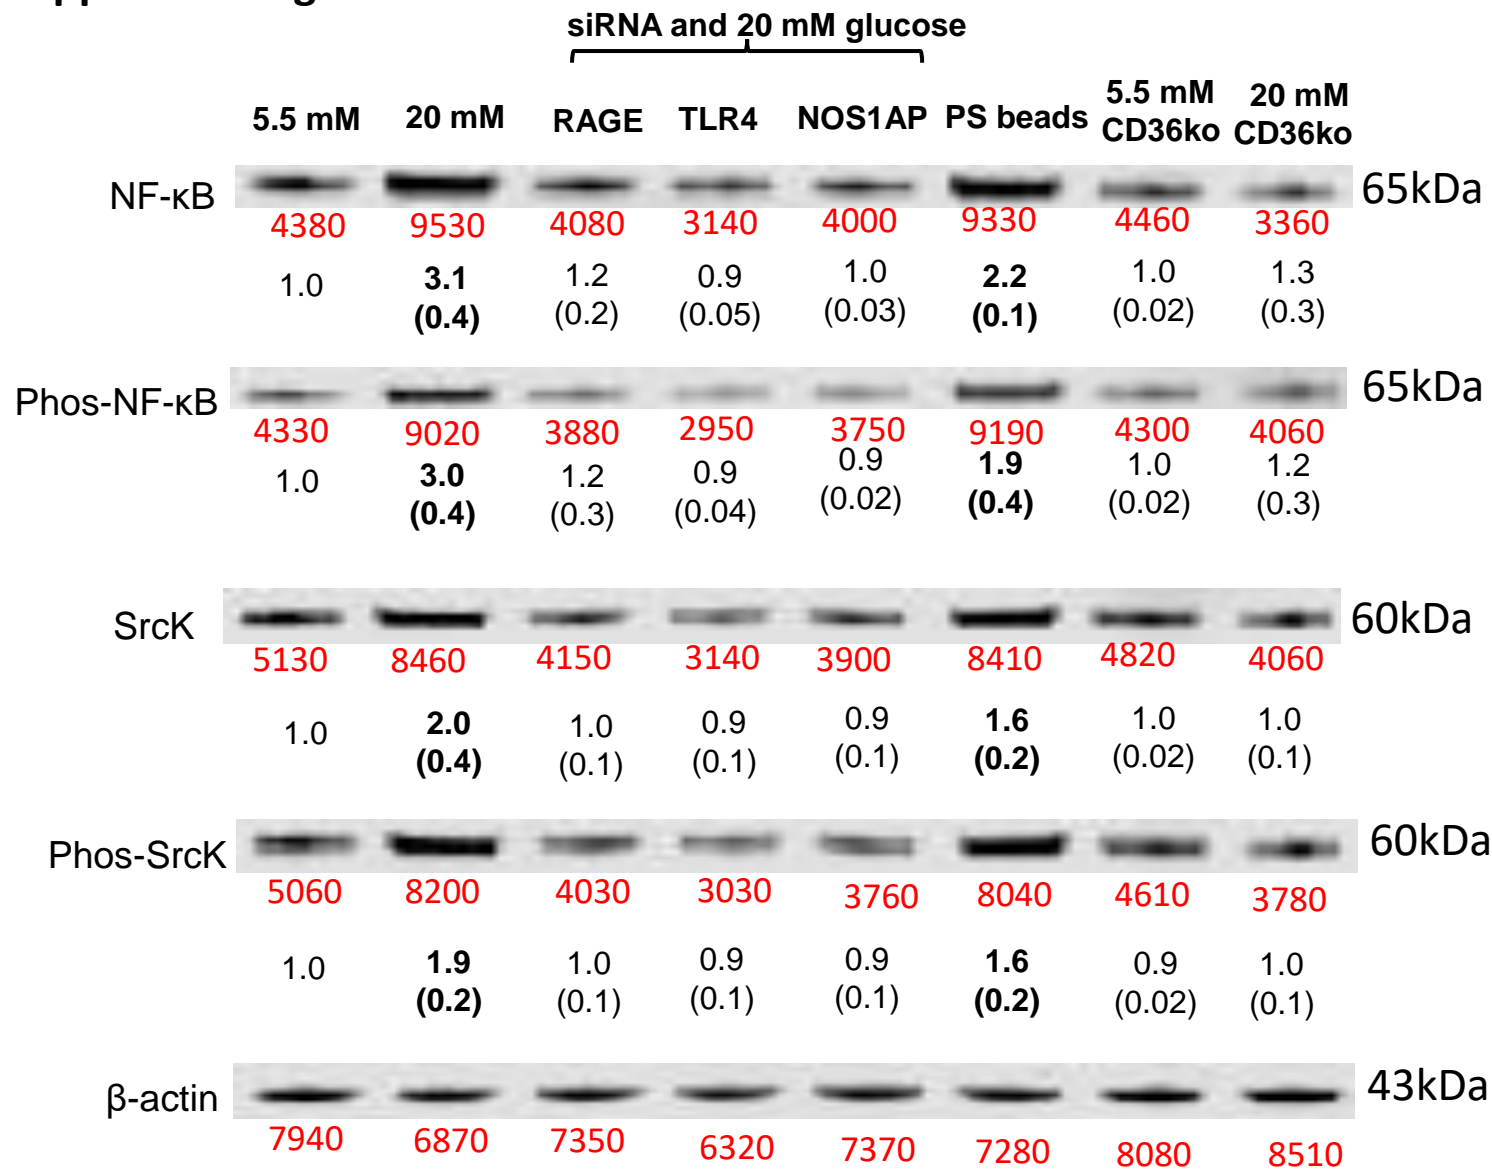 siRNA and 20 mM glucose
5.5 mM 20 mM RAGE TLR4 NOS1AP PS beads 5.5 mM CD36ko 20 mM CD36ko
NF-κB 65kDa
4380 9530 4080 3140 4000 9330 4460 3360
1.0 3.1 1.2 0.9 1.0 2.2 1.0 1.3
(0.4) (0.2) (0.05) (0.03) (0.1) (0.02) (0.3)
Phos-NF-κB 65kDa
4330 9020 3880 2950 3750 9190 4300 4060
1.0 3.0 1.2 0.9 0.9 1.9 1.0 1.2
(0.4) (0.3) (0.04) (0.02) (0.4) (0.02) (0.3)
SrcK 60kDa
5130 8460 4150 3140 3900 8410 4820 4060
1.0 2.0 1.0 0.9 0.9 1.6 1.0 1.0
(0.4) (0.1) (0.1) (0.1) (0.2) (0.02) (0.1)
Phos-SrcK 60kDa
5060 8200 4030 3030 3760 8040 4610 3780
1.0 1.9 1.0 0.9 0.9 1.6 0.9 1.0
(0.2) (0.1) (0.1) (0.1) (0.2) (0.02) (0.1)
β-actin 43kDa
7940 6870 7350 6320 7370 7280 8080 8510